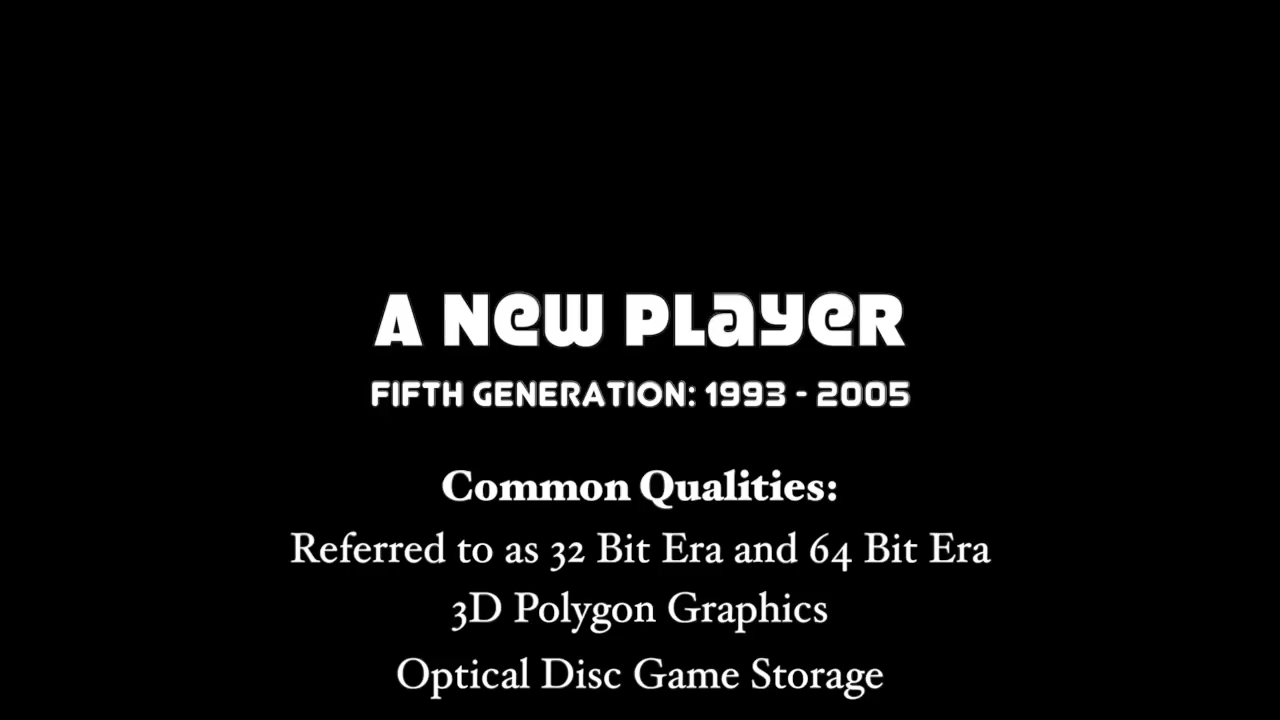 A New Player
FIFTH GENERATION: 1993 - 2005
Common Qualities:
Referred to as 32 Bit Era and 64 Bit Era
3D Polygon Graphics
Optical Disc Game Storage